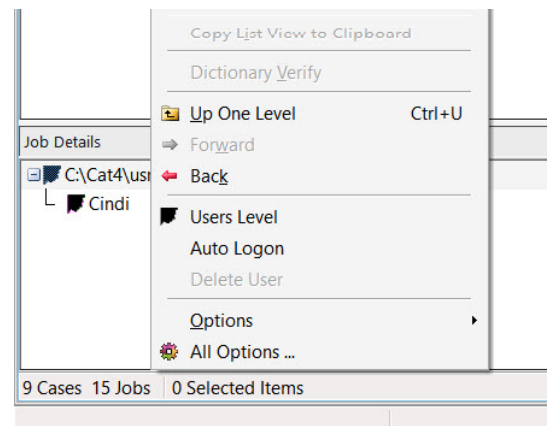 Copy List View to Clipboard
Dictionary Verify
Up One Level Ctrl+U
Job Details
Forward
C:\Cat4\usr
Back
Cindi
Users Level
Auto Logon
Delete User
Options
All Options ...
9 Cases 15 Jobs 0 Selected Items